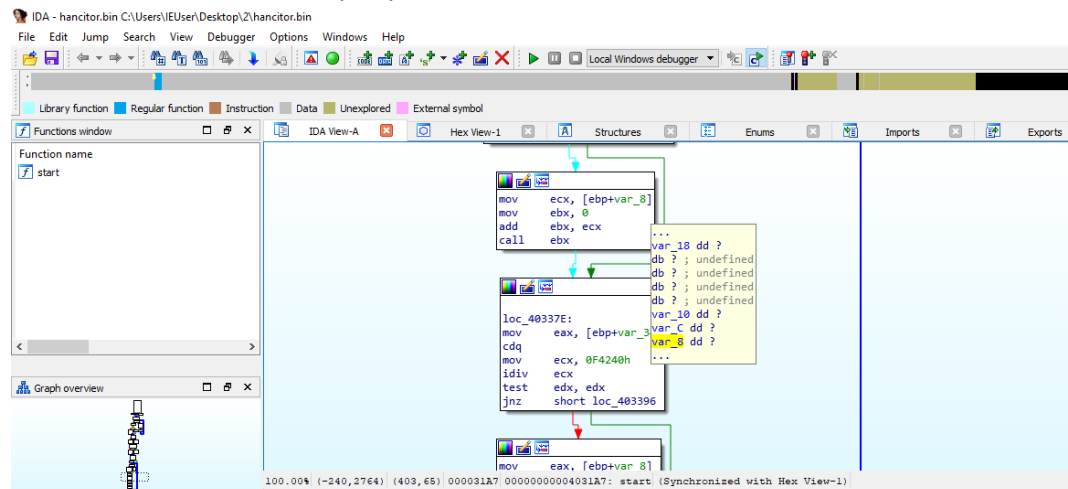 IDA - hancitor.bin C:\Users\IEUser\Desktop\2\hancitor.bin
File Edit Jump Search View Debugger Options Windows Help
Local Windows debugger
Library function Regular function Instruction Data Unexplored External symbol
Functions window
IDA View-A Hex View-1 Structures Enums Imports Exports
Function name
f start
mov ecx, [ebp+var_8]
mov ebx, 0
add ebx, ecx
call ebx
...
var_18 dd ?
db ? ; undefined
db ? ; undefined
db ? ; undefined
db ? ; undefined
var_10 dd ?
var_C dd ?
var_8 dd ?
...
loc_40337E:
mov eax, [ebp+var_3
cdq
mov ecx, 0F4240h
idiv ecx
test edx, edx
jnz short loc_403396
Graph overview
mov eax, [ebp+var_8]
100.00% (-240,2764) (403,65) 000031A7 00000000004031A7: start (Synchronized with Hex View-1)